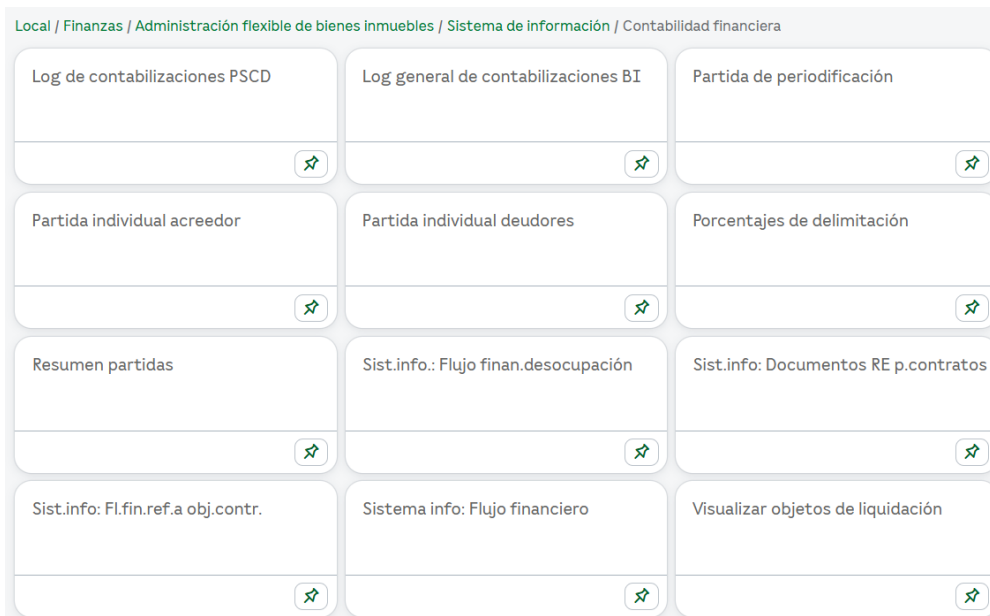 Local / Finanzas / Administración flexible de bienes inmuebles / Sistema de información / Contabilidad financiera
Log de contabilizaciones PSCD
Log general de contabilizaciones BI
Partida de periodificación
Partida individual acreedor
Partida individual deudores
Porcentajes de delimitación
Resumen partidas
Sist.info.: Flujo finan.desocupación
Sist.info: Documentos RE p.contratos
Sist.info: Fl.fin.ref.a obj.contr.
Sistema info: Flujo financiero
Visualizar objetos de liquidación